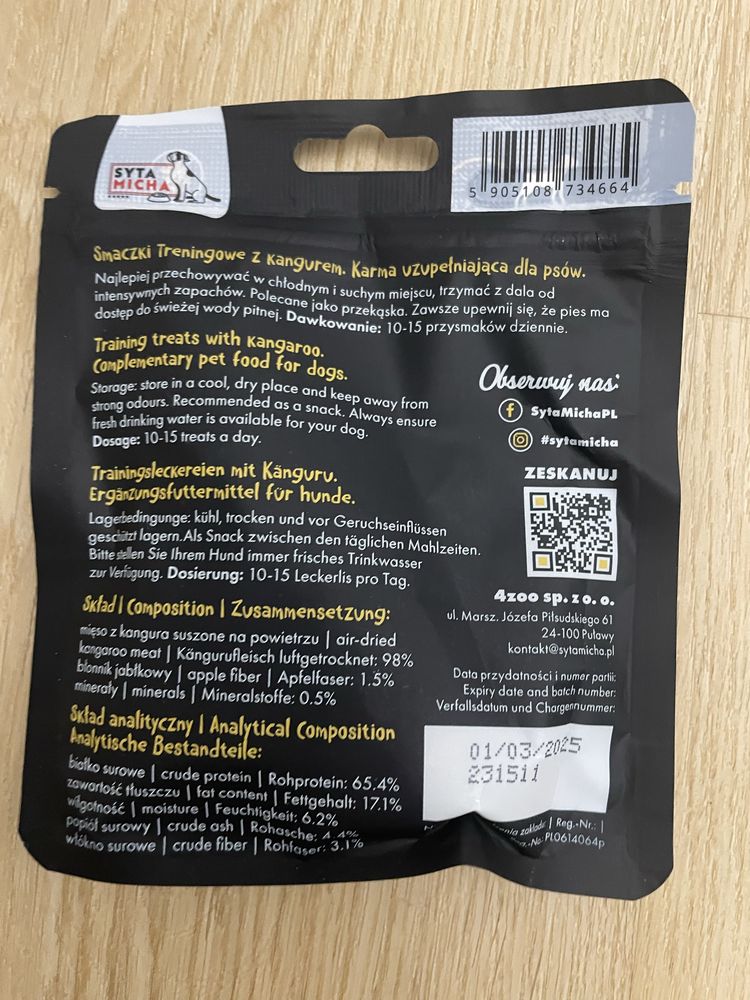 SYTA
MICHA
5 905108 734664
Smaczki Treningowe z kangurem. Karma uzupełniająca dla psów.
Najlepiej przechowywać w chłodnym i suchym miejscu, trzymać z dala od
intensywnych zapachów. Polecane jako przekąska. Zawsze upewnij się, że pies ma
dostęp do świeżej wody pitnej. Dawkowanie: 10-15 przysmaków dziennie.
Training treats with kangaroo.
Complementary pet food for dogs.
Storage: store in a cool, dry place and keep away from
strong odours. Recommended as a snack. Always ensure
fresh drinking water is available for your dog.
Dosage: 10-15 treats a day.
Trainingsleckereien mit Känguru.
Ergänzungsfuttermittel für hunde.
Lagerbedingunge: kühl, trocken und vor Geruchseinflüssen
geschützt lagern. Als Snack zwischen den täglichen Mahlzeiten.
Bitte stellen Sie Ihrem Hund immer frisches Trinkwasser
zur Verfügung. Dosierung: 10-15 Leckerlis pro Tag.
Skład | Composition | Zusammensetzung:
mięso z kangura suszone na powietrzu | air-dried
kangaroo meat | Kängurufleisch luftgetrocknet: 98%
błonnik jabłkowy | apple fiber | Apfelfaser: 1.5%
minerały | minerals | Mineralstoffe: 0.5%
Skład analityczny | Analytical Composition
Analytische Bestandteile:
białko surowe | crude protein | Rohprotein: 65.4%
zawartość tłuszczu | fat content | Fettgehalt: 17.1%
wilgotność | moisture | Feuchtigkeit: 6.2%
popiół surowy | crude ash | Rohasche: 4.4%
włókno surowe | crude fiber | Rohfaser: 3.1%
Obserwuj nas:
SytaMichaPL
#sytamicha
ZESKANUJ
4zoo sp. z o. o.
ul. Marsz. Józefa Piłsudskiego 61
24-100 Puławy
kontakt@sytamicha.pl
Data przydatności i numer partii:
Expiry date and batch number:
Verfallsdatum und Chargennummer:
01/03/2025
231511
zakładu | Reg.-Nr.: |
PL0614064p